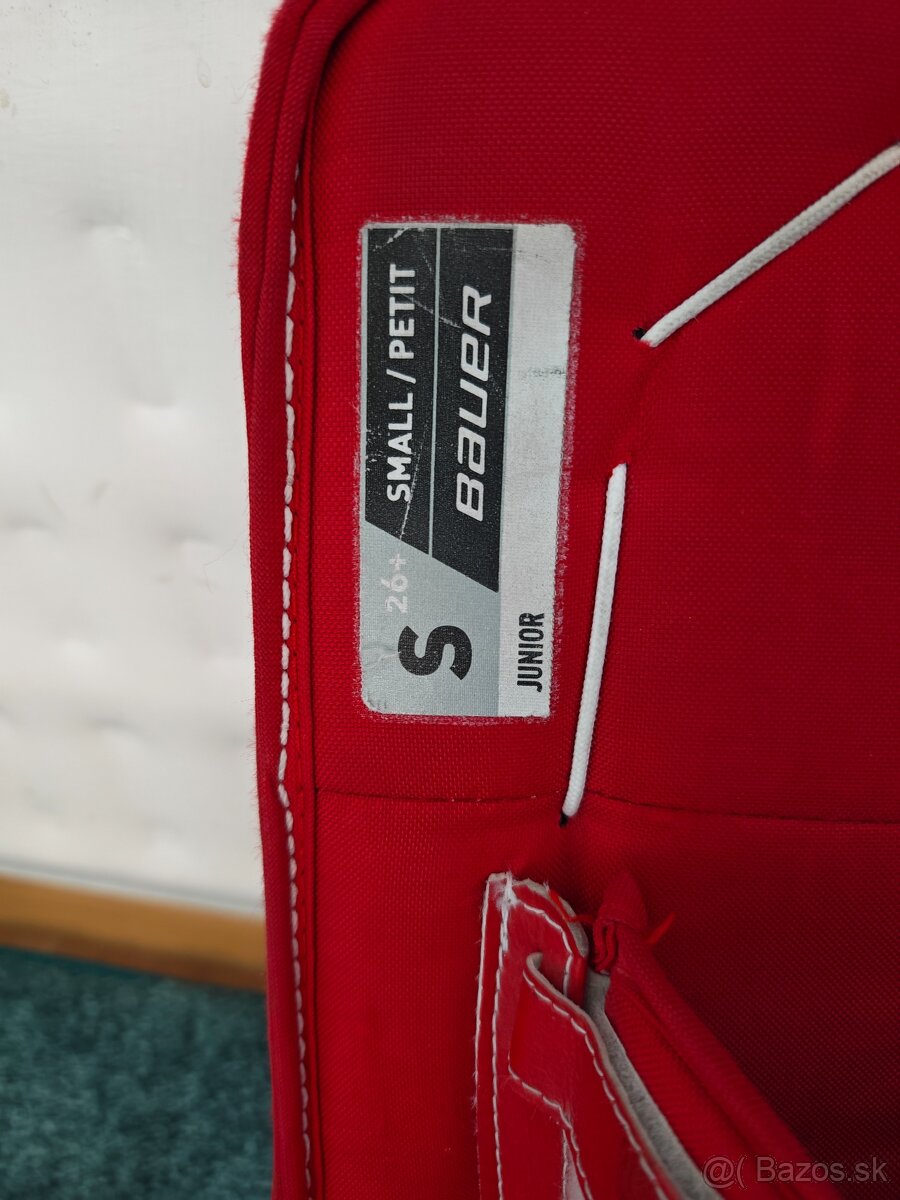 SMALL / PETIT
BAUER
S 26+
JUNIOR
@( Bazos.sk